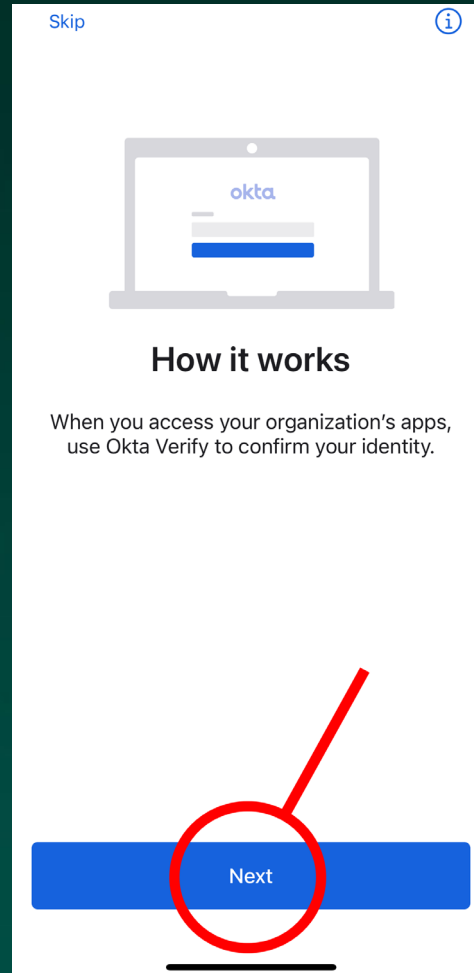 Skip
okta
How it works
When you access your organization's apps,
use Okta Verify to confirm your identity.
Next